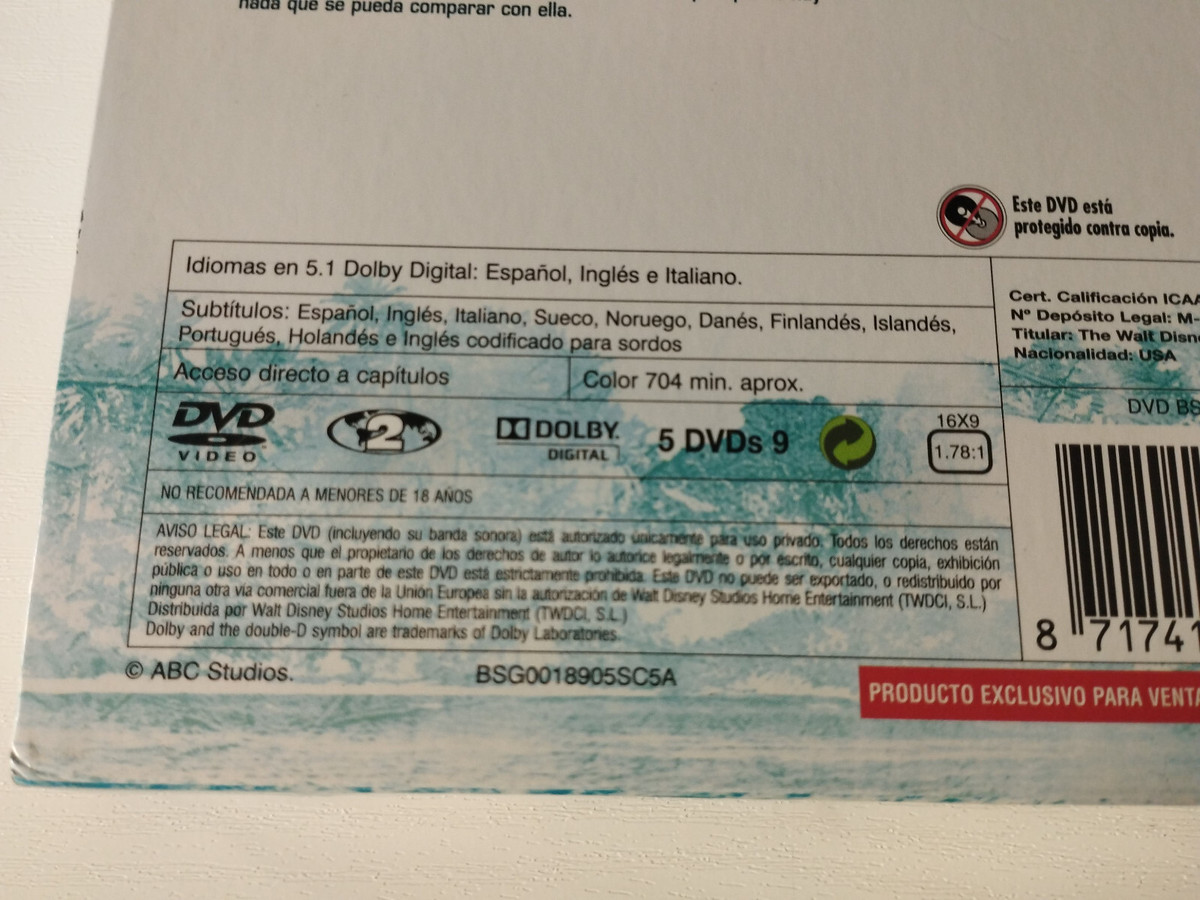 nada que se pueda comparar con ella.
Este DVD está
protegido contra copia.
Idiomas en 5.1 Dolby Digital: Español, Inglés e Italiano.
Subtítulos: Español, Inglés, Italiano, Sueco, Noruego, Danés, Finlandés, Islandés,
Portugués, Holandés e Inglés codificado para sordos
Acceso directo a capítulos
Color 704 min. aprox.
DVD
VIDEO
2
DOLBY
DIGITAL
5 DVDs 9
16X9
1.78:1
NO RECOMENDADA A MENORES DE 18 AÑOS
AVISO LEGAL: Este DVD (incluyendo su banda sonora) está autorizado unicamente para uso privado. Todos los derechos están
reservados. A menos que el propietario de los derechos de autor lo autorice legalmente o por escrito, cualquier copia, exhibición
pública o uso en todo o en parte de este DVD está estrictamente prohibida. Este DVD no puede ser exportado, o redistribuido por
ninguna otra vía comercial fuera de la Unión Europea sin la autorización de Walt Disney Studios Home Entertainment (TWDCI, S.L.)
Distribuida por Walt Disney Studios Home Entertainment (TWDCI, S.L.)
Dolby and the double-D symbol are trademarks of Dolby Laboratories
Cert. Calificación ICAA
Nº Depósito Legal: M-
Titular: The Walt Disn
Nacionalidad: USA
DVD BS
8 71741
© ABC Studios.
BSG0018905SC5A
PRODUCTO EXCLUSIVO PARA VENTA